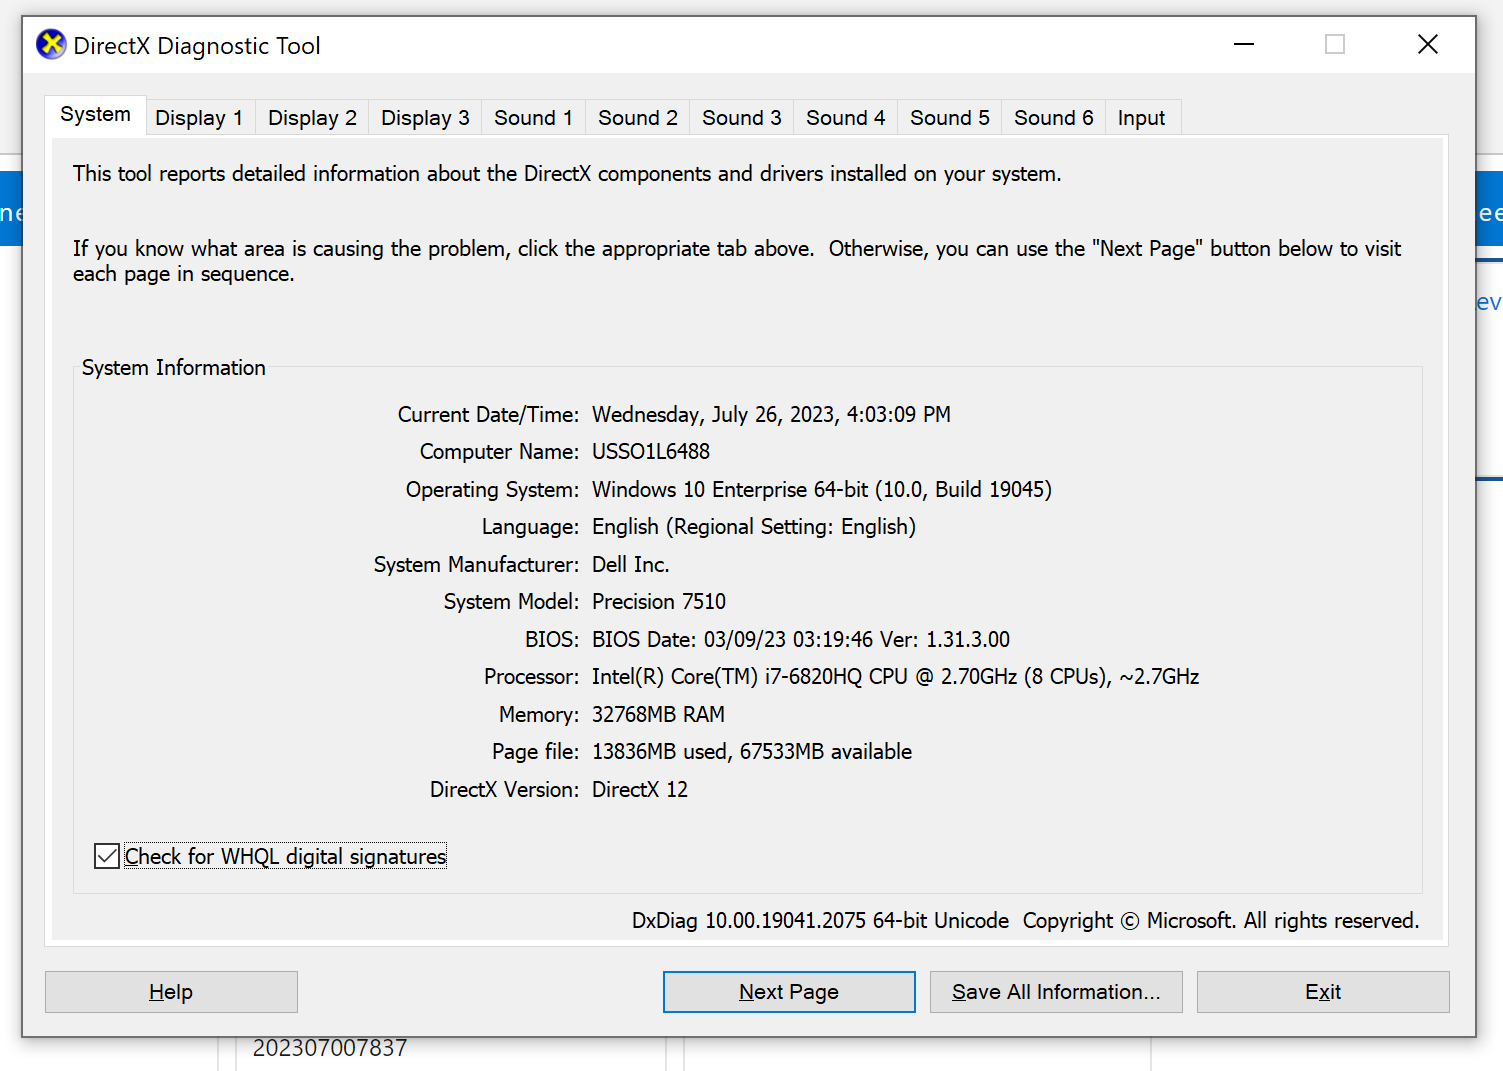 DirectX Diagnostic Tool
System Display 1 Display 2 Display 3 Sound 1 Sound 2 Sound 3 Sound 4 Sound 5 Sound 6 Input
This tool reports detailed information about the DirectX components and drivers installed on your system.
If you know what area is causing the problem, click the appropriate tab above.  Otherwise, you can use the "Next Page" button below to visit
each page in sequence.
System Information
Current Date/Time: Wednesday, July 26, 2023, 4:03:09 PM
Computer Name: USSO1L6488
Operating System: Windows 10 Enterprise 64-bit (10.0, Build 19045)
Language: English (Regional Setting: English)
System Manufacturer: Dell Inc.
System Model: Precision 7510
BIOS: BIOS Date: 03/09/23 03:19:46 Ver: 1.31.3.00
Processor: Intel(R) Core(TM) i7-6820HQ CPU @ 2.70GHz (8 CPUs), ~2.7GHz
Memory: 32768MB RAM
Page file: 13836MB used, 67533MB available
DirectX Version: DirectX 12
Check for WHQL digital signatures
DxDiag 10.00.19041.2075 64-bit Unicode  Copyright © Microsoft. All rights reserved.
Help Next Page Save All Information... Exit
202307007837